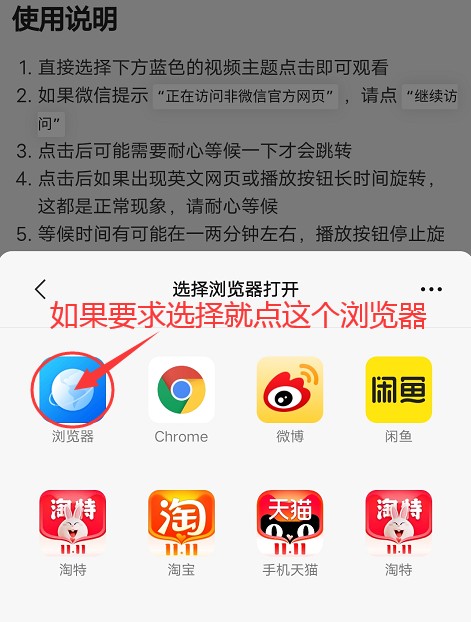 使用说明
1. 直接选择下方蓝色的视频主题点击即可观看
2. 如果微信提示 “正在访问非微信官方网页”，请点 “继续访
问”
3. 点击后可能需要耐心等候一下才会跳转
4. 点击后如果出现英文网页或播放按钮长时间旋转，
这都是正常现象，请耐心等候
5. 等候时间有可能在一两分钟左右，播放按钮停止旋
选择浏览器打开
如果要求选择就点这个浏览器
闲鱼
浏览器 Chrome 微博 闲鱼
淘特 淘 天猫 淘特
11.11 11.11 11.11 11.11
淘特 淘宝 手机天猫 淘特